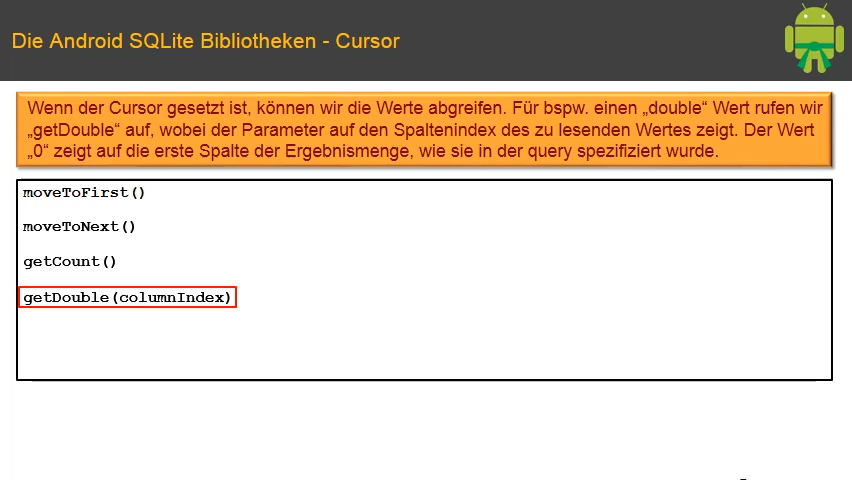 Die Android SQLite Bibliotheken - Cursor
Wenn der Cursor gesetzt ist, können wir die Werte abgreifen. Für bspw. einen „double“ Wert rufen wir
„getDouble“ auf, wobei der Parameter auf den Spaltenindex des zu lesenden Wertes zeigt. Der Wert
„0“ zeigt auf die erste Spalte der Ergebnismenge, wie sie in der query spezifiziert wurde.
moveToFirst()
moveToNext()
getCount()
getDouble(columnIndex)